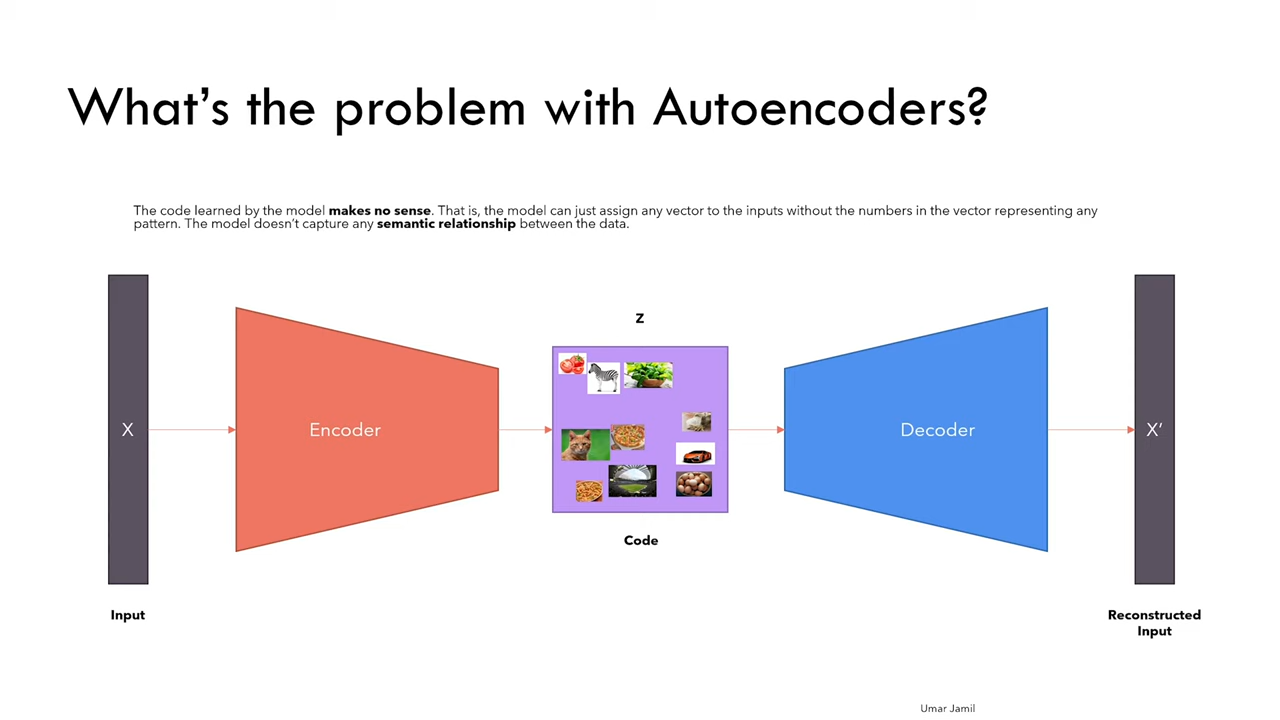 What's the problem with Autoencoders?
The code learned by the model makes no sense. That is, the model can just assign any vector to the inputs without the numbers in the vector representing any
pattern. The model doesn't capture any semantic relationship between the data.
Z
X
Encoder
Decoder
X'
Code
Input
Reconstructed
Input
Umar Jamil